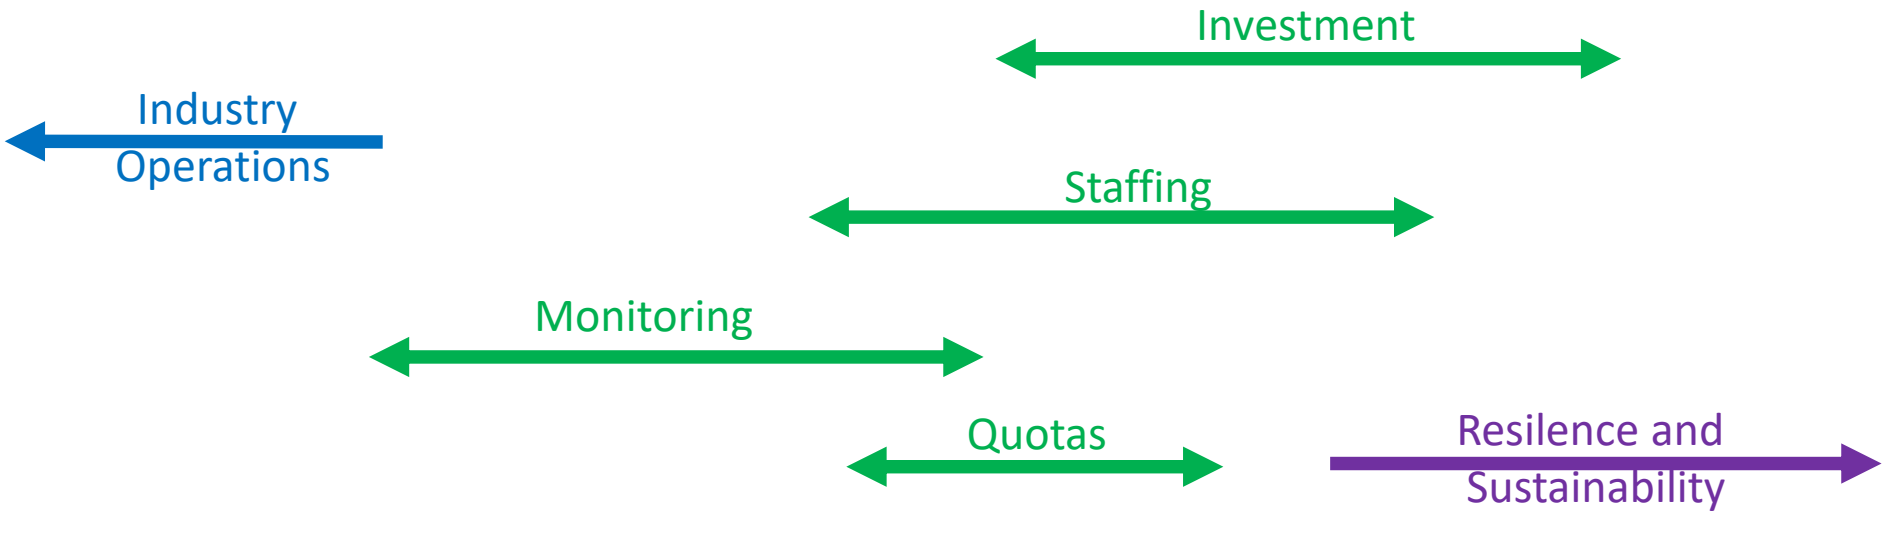 Investment
Industry
Operations
Staffing
Monitoring
Quotas
Resilence and
Sustainability